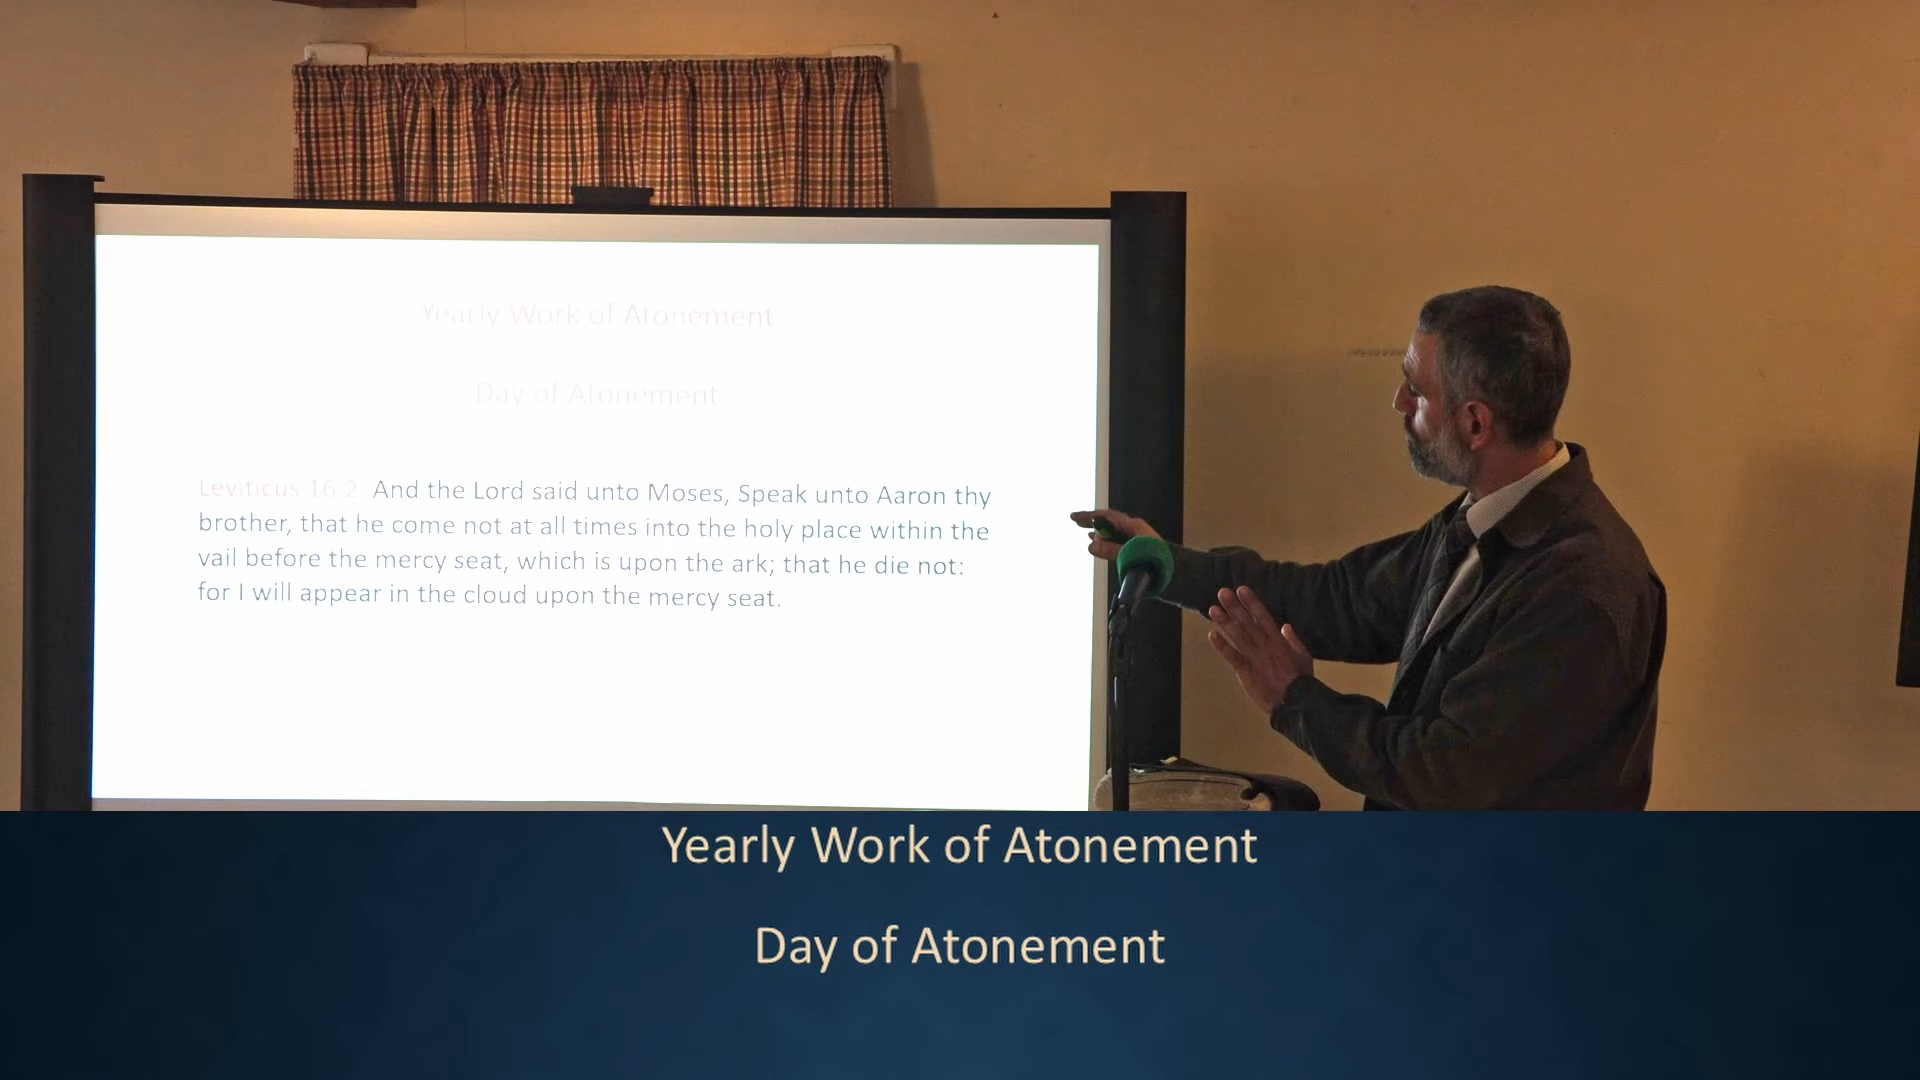 Yearly Work of Atonement
Day of Atonement
Leviticus 16:2 And the Lord said unto Moses, Speak unto Aaron thy
brother, that he come not at all times into the holy place within the
vail before the mercy seat, which is upon the ark; that he die not:
for I will appear in the cloud upon the mercy seat.
Yearly Work of Atonement
Day of Atonement